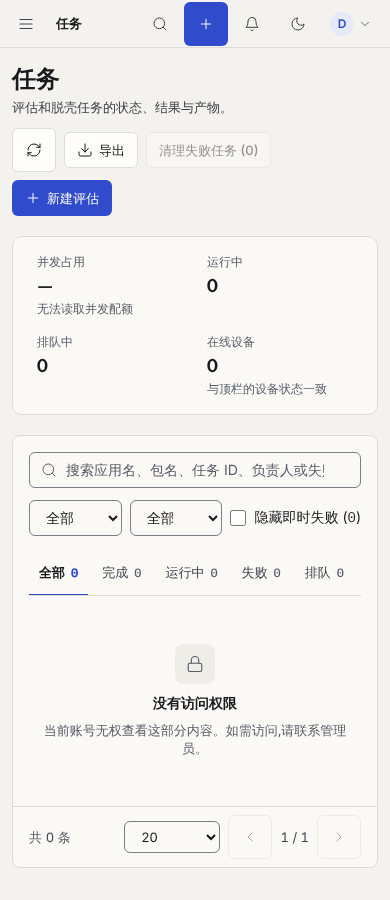 任务
D
任务
评估和脱壳任务的状态、结果与产物。
导出
清理失败任务 (0)
新建评估
并发占用
—
无法读取并发配额
运行中
0
排队中
0
在线设备
0
与顶栏的设备状态一致
搜索应用名、包名、任务 ID、负责人或失
全部
全部
隐藏即时失败 (0)
全部 0
完成 0
运行中 0
失败 0
排队 0
没有访问权限
当前账号无权查看这部分内容。如需访问,请联系管理
员。
共 0 条
20
1 / 1